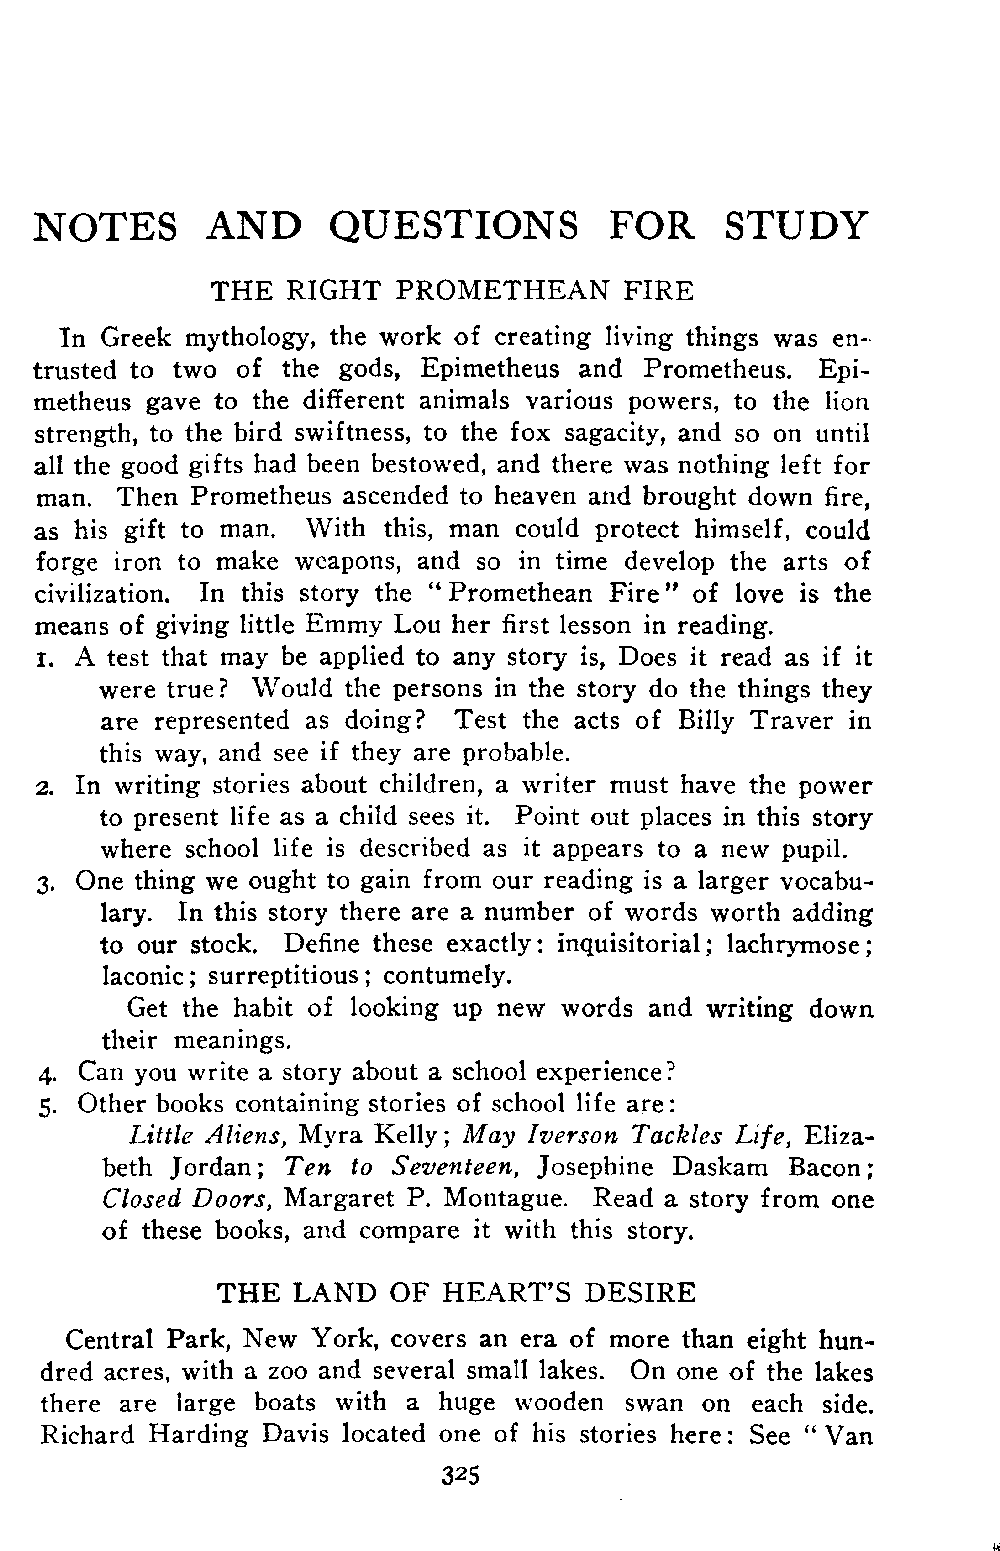 NOTES AND QUESTIONS FOR STUDY
THE RIGHT PROMETHEAN FIRE
In Greek mythology, the work of creating living things was en-
trusted to two of the gods, Epimetheus and Prometheus. Epi-
metheus gave to the different animals various powers, to the lion
strength, to the bird swiftness, to the fox sagacity, and so on until
all the good gifts had been bestowed, and there was nothing left for
man. Then Prometheus ascended to heaven and brought down fire,
as his gift to man. With this, man could protect himself, could
forge iron to make weapons, and so in time develop the arts of
civilization. In this story the "Promethean Fire" of love is the
means of giving little Emmy Lou her first lesson in reading.
1. A test that may be applied to any story is, Does it read as if it
were true? Would the persons in the story do the things they
are represented as doing? Test the acts of Billy Traver in
this way, and see if they are probable.
2. In writing stories about children, a writer must have the power
to present life as a child sees it. Point out places in this story
where school life is described as it appears to a new pupil.
3. One thing we ought to gain from our reading is a larger vocabu-
lary. In this story there are a number of words worth adding
to our stock. Define these exactly: inquisitorial; lachrymose;
laconic; surreptitious; contumely.
Get the habit of looking up new words and writing down
their meanings.
4. Can you write a story about a school experience?
5. Other books containing stories of school life are:
Little Aliens, Myra Kelly; May Iverson Tackles Life, Eliza-
beth Jordan; Ten to Seventeen, Josephine Daskam Bacon;
Closed Doors, Margaret P. Montague. Read a story from one
of these books, and compare it with this story.
THE LAND OF HEART'S DESIRE
Central Park, New York, covers an era of more than eight hun-
dred acres, with a zoo and several small lakes. On one of the lakes
there are large boats with a huge wooden swan on each side.
Richard Harding Davis located one of his stories here: See "Van
325